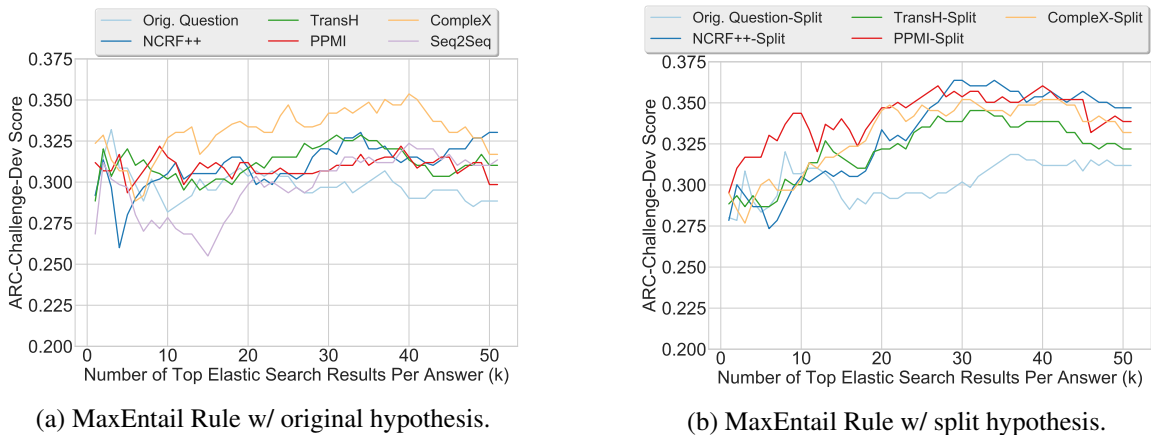 Orig. Question TransH CompleX
NCRF++ PPMI Seq2Seq
ARC-Challenge-Dev Score
0.375
0.350
0.325
0.300
0.275
0.250
0.225
0.200
0 10 20 30 40 50
Number of Top Elastic Search Results Per Answer (k)
(a) MaxEntail Rule w/ original hypothesis.
Orig. Question-Split TransH-Split CompleX-Split
NCRF++-Split PPMI-Split
ARC-Challenge-Dev Score
0.375
0.350
0.325
0.300
0.275
0.250
0.225
0.200
0 10 20 30 40 50
Number of Top Elastic Search Results Per Answer (k)
(b) MaxEntail Rule w/ split hypothesis.